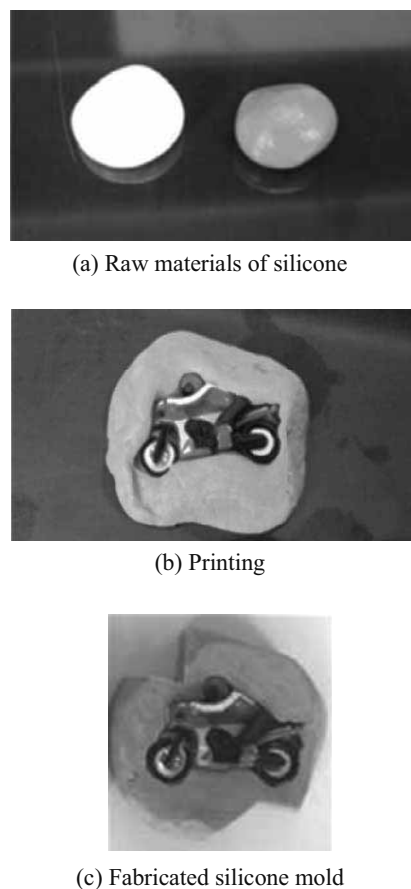 (a) Raw materials of silicone
(b) Printing
(c) Fabricated silicone mold